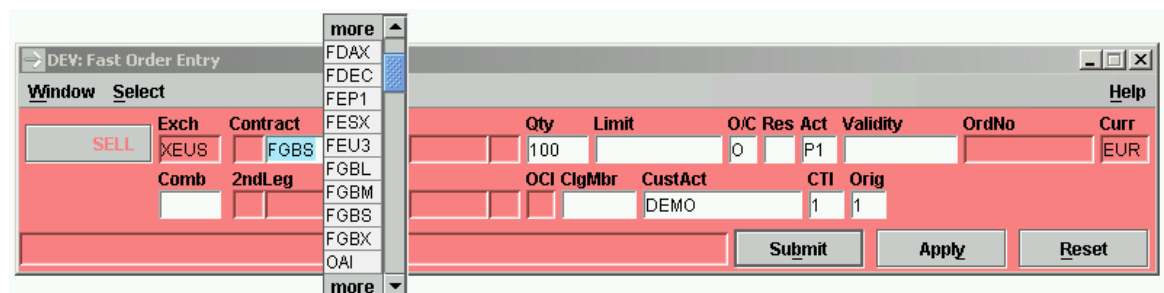 more
FDAX
FDEC
FEP1
FESX
FEU3
FGBL
FGBM
FGBS
FGBX
OAI
more
DEV: Fast Order Entry
Window Select Help
Exch Contract Qty Limit O/C Res Act Validity OrdNo Curr
SELL XEUS FGBS 100 O P1 EUR
Comb 2ndLeg OCI ClgMbr CustAct CTI Orig
DEMO 1 1
Submit Apply Reset